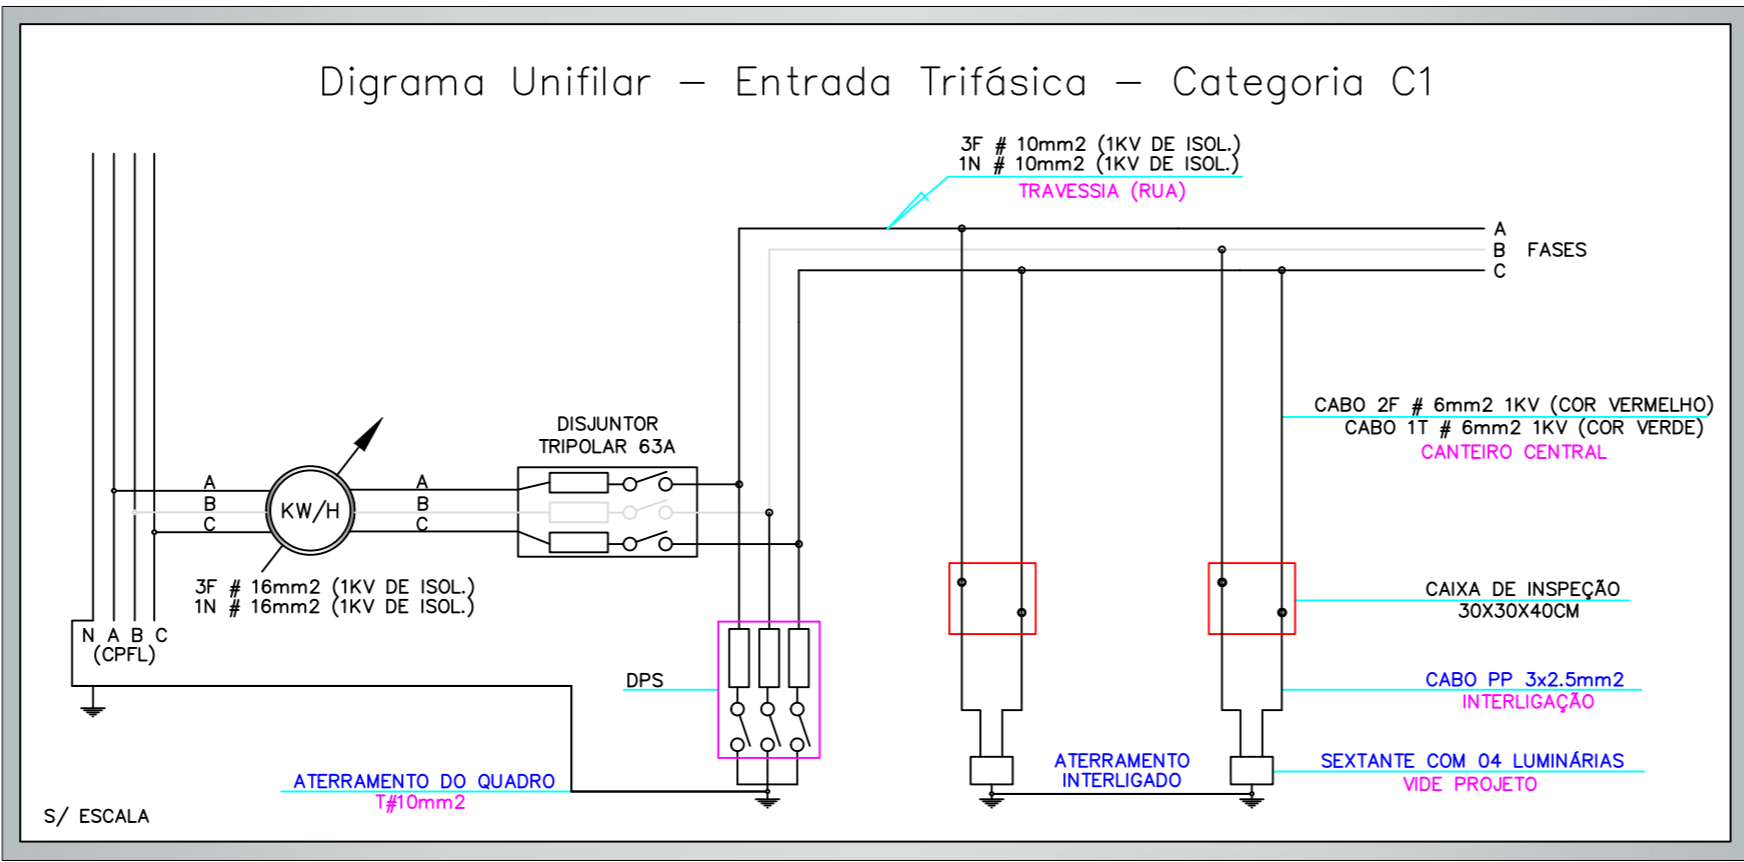 Digrama Unifilar – Entrada Trifásica – Categoria C1
3F # 10mm2 (1KV DE ISOL.)
1N # 10mm2 (1KV DE ISOL.)
TRAVESSIA (RUA)
A
B FASES
C
DISJUNTOR
TRIPOLAR 63A
CABO 2F # 6mm2 1KV (COR VERMELHO)
CABO 1T # 6mm2 1KV (COR VERDE)
CANTEIRO CENTRAL
A
B
C
KW/H
A
B
C
3F # 16mm2 (1KV DE ISOL.)
1N # 16mm2 (1KV DE ISOL.)
N A B C
(CPFL)
CAIXA DE INSPEÇÃO
30X30X40CM
DPS
CABO PP 3x2.5mm2
INTERLIGAÇÃO
ATERRAMENTO
INTERLIGADO
SEXTANTE COM 04 LUMINÁRIAS
VIDE PROJETO
ATERRAMENTO DO QUADRO
T#10mm2
S/ ESCALA